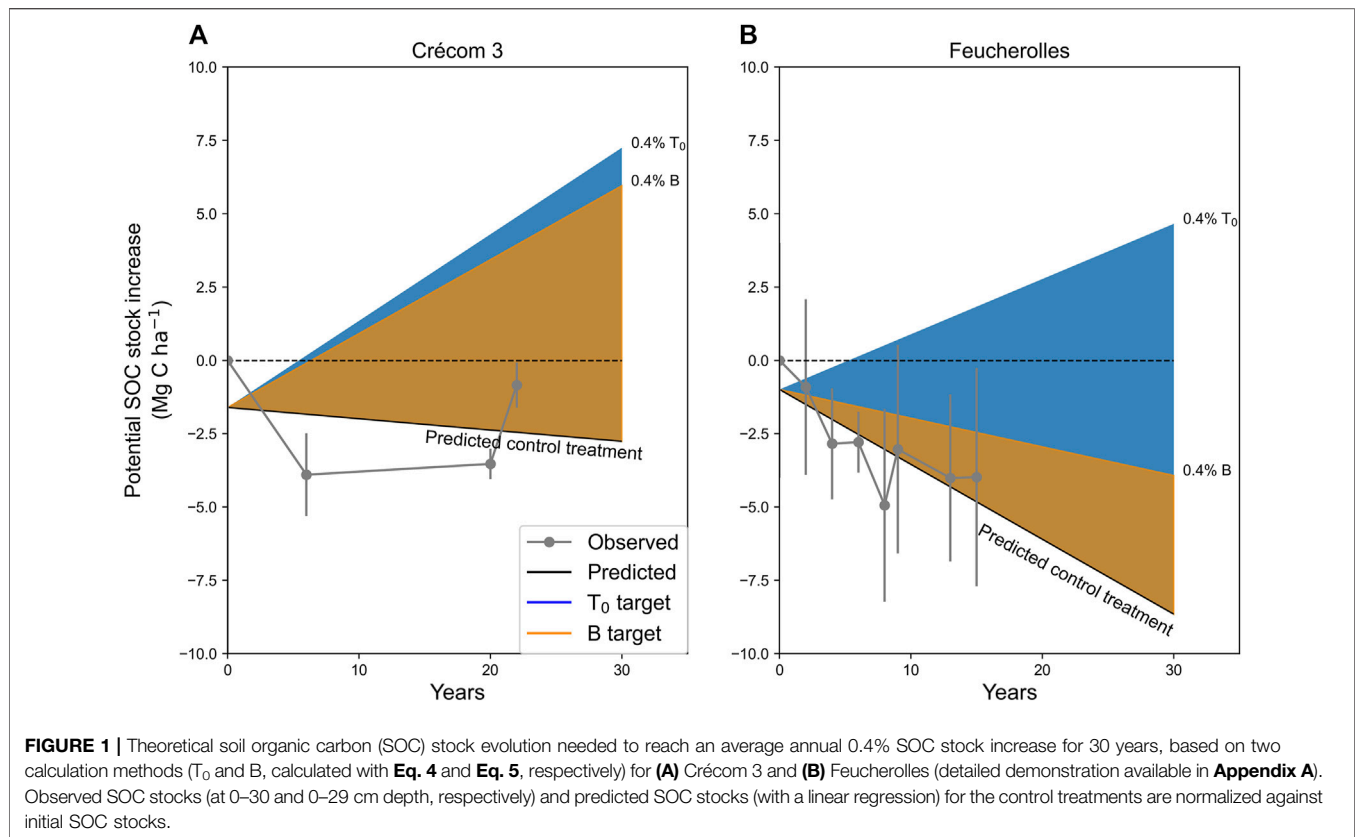 A
Crécom 3
10.0
7.5
5.0
2.5
0.0
−2.5
−5.0
−7.5
−10.0
Potential SOC stock increase
(Mg C ha⁻¹)
0.4% T₀
0.4% B
Predicted control treatment
Observed
Predicted
T₀ target
B target
0
10
20
30
Years
B
Feucherolles
10.0
7.5
5.0
2.5
0.0
−2.5
−5.0
−7.5
−10.0
0.4% T₀
0.4% B
Predicted control treatment
0
10
20
30
Years
FIGURE 1 | Theoretical soil organic carbon (SOC) stock evolution needed to reach an average annual 0.4% SOC stock increase for 30 years, based on two
calculation methods (T₀ and B, calculated with Eq. 4 and Eq. 5, respectively) for (A) Crécom 3 and (B) Feucherolles (detailed demonstration available in Appendix A).
Observed SOC stocks (at 0–30 and 0–29 cm depth, respectively) and predicted SOC stocks (with a linear regression) for the control treatments are normalized against
initial SOC stocks.